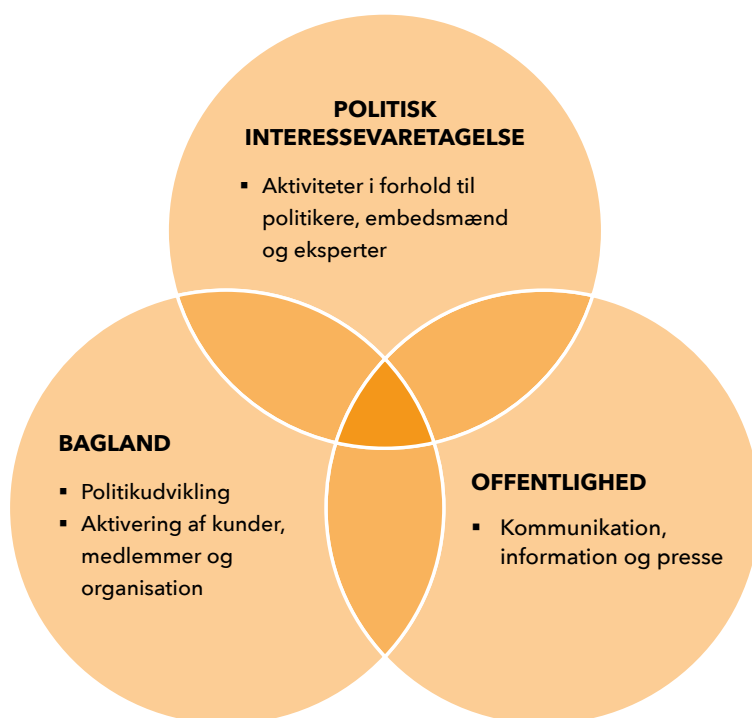 POLITISK
INTERESSEVARETAGELSE
▪ Aktiviteter i forhold til
politikere, embedsmænd
og eksperter
BAGLAND
▪ Politikudvikling
▪ Aktivering af kunder,
medlemmer og
organisation
OFFENTLIGHED
▪ Kommunikation,
information og presse